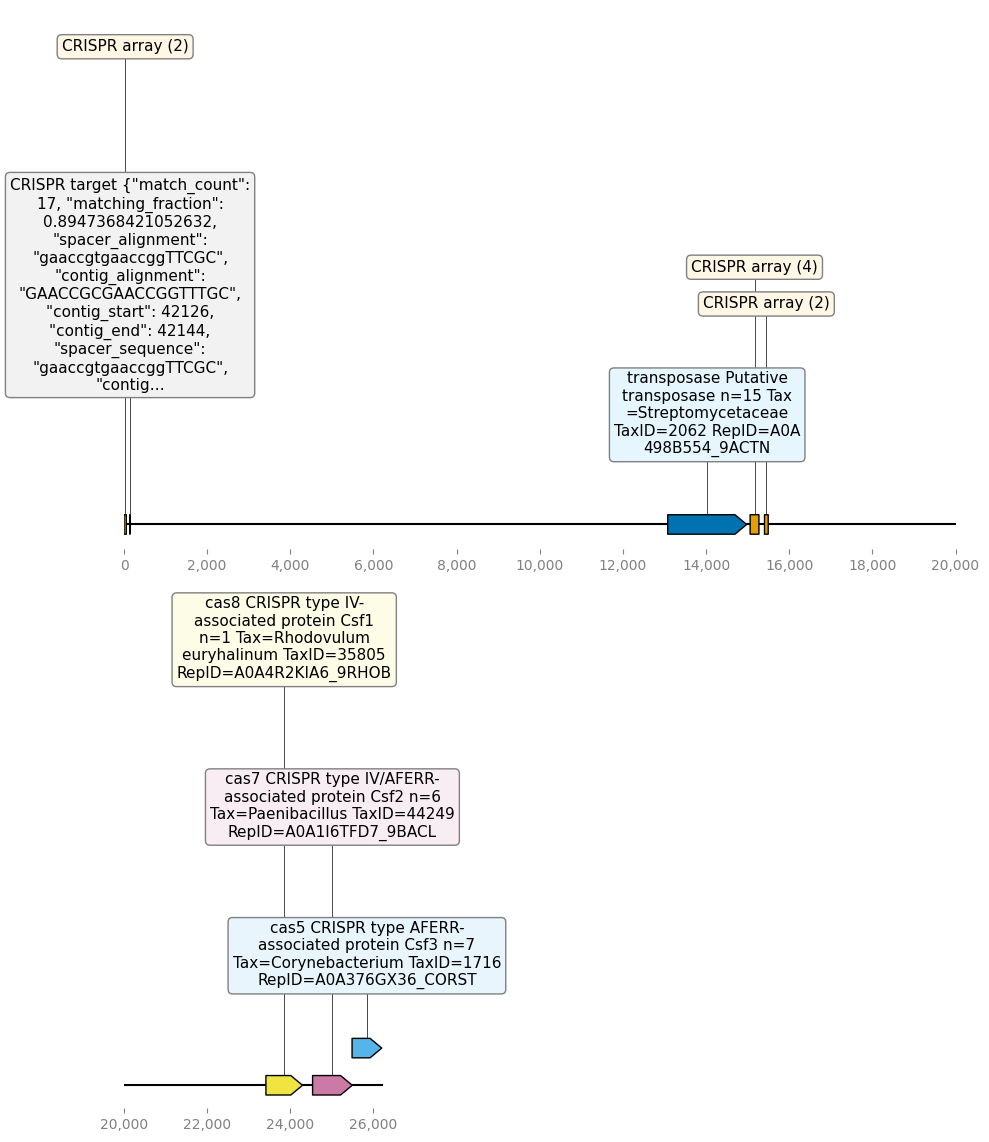 CRISPR array (2)
CRISPR target {"match_count":
17, "matching_fraction":
0.8947368421052632,
"spacer_alignment":
"gaaccgtgaaccggTTCGC",
"contig_alignment":
"GAACCGCGAACCGGTTTGC",
"contig_start": 42126,
"contig_end": 42144,
"spacer_sequence":
"gaaccgtgaaccggTTCGC",
"contig...
CRISPR array (4)
CRISPR array (2)
transposase Putative
transposase n=15 Tax
=Streptomycetaceae
TaxID=2062 RepID=A0A
498B554_9ACTN
0 2,000 4,000 6,000 8,000 10,000 12,000 14,000 16,000 18,000 20,000
cas8 CRISPR type IV-
associated protein Csf1
n=1 Tax=Rhodovulum
euryhalinum TaxID=35805
RepID=A0A4R2KIA6_9RHOB
cas7 CRISPR type IV/AFERR-
associated protein Csf2 n=6
Tax=Paenibacillus TaxID=44249
RepID=A0A1I6TFD7_9BACL
cas5 CRISPR type AFERR-
associated protein Csf3 n=7
Tax=Corynebacterium TaxID=1716
RepID=A0A376GX36_CORST
20,000 22,000 24,000 26,000